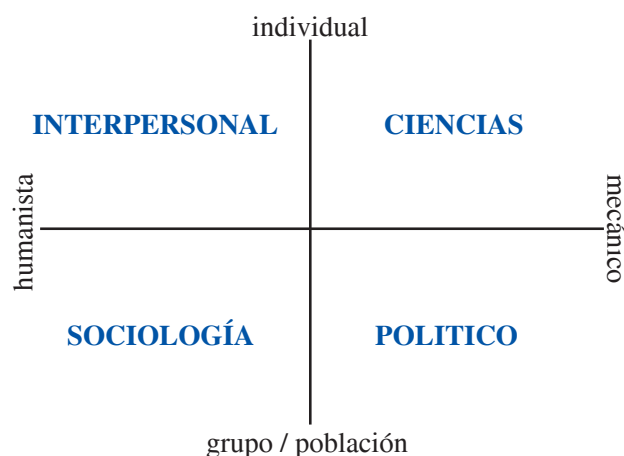 individual
INTERPERSONAL
CIENCIAS
humanista
mecánico
SOCIOLOGÍA
POLITICO
grupo / población